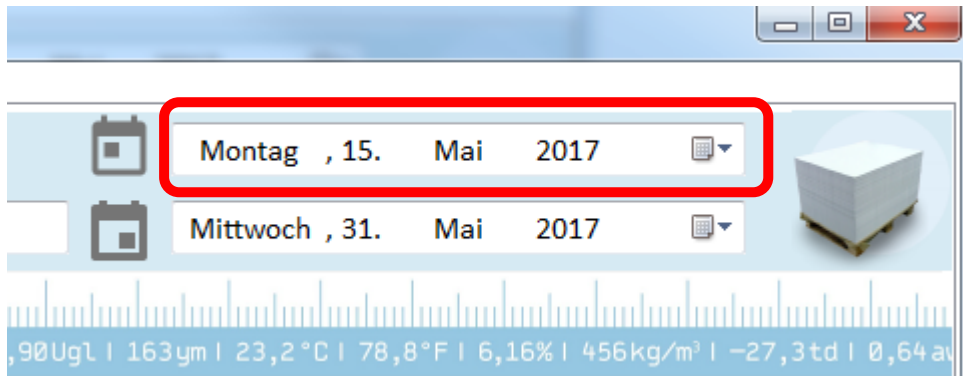 Montag , 15. Mai 2017
Mittwoch , 31. Mai 2017
,90Ugl | 163ym | 23,2°C | 78,8°F | 6,16% | 456kg/m³ | -27,3td | 0,64